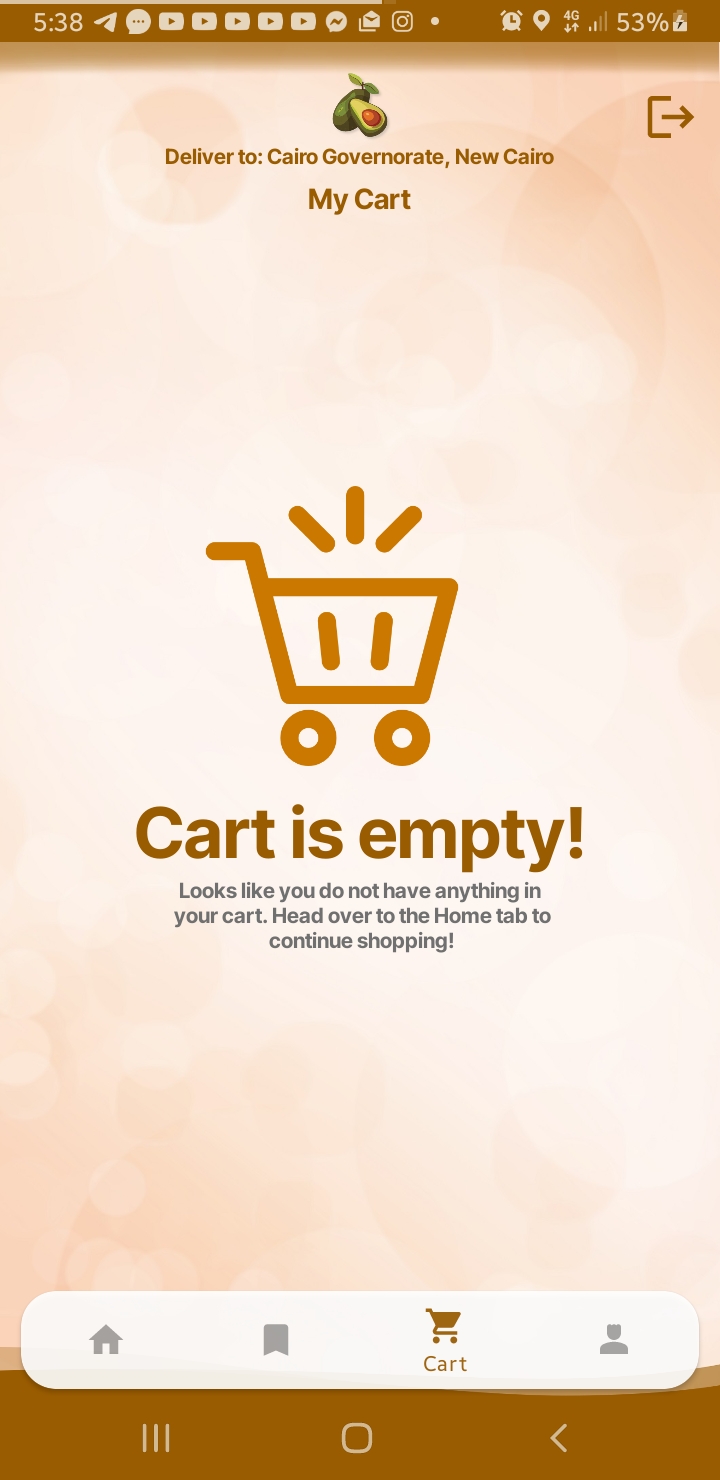 5:38
4G
53%
Deliver to: Cairo Governorate, New Cairo
My Cart
Cart is empty!
Looks like you do not have anything in
your cart. Head over to the Home tab to
continue shopping!
Cart